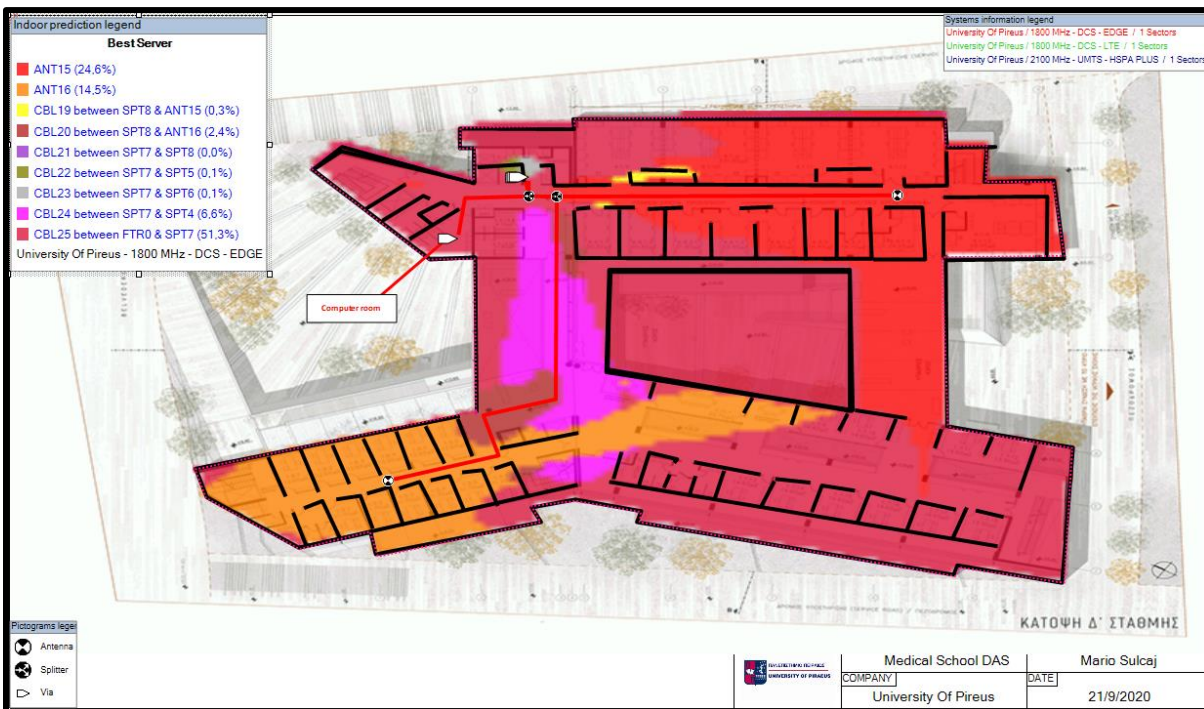 Indoor prediction legend
Best Server
ANT15 (24,6%)
ANT16 (14,5%)
CBL19 between SPT8 & ANT15 (0,3%)
CBL20 between SPT8 & ANT16 (2,4%)
CBL21 between SPT7 & SPT8 (0,0%)
CBL22 between SPT7 & SPT5 (0,1%)
CBL23 between SPT7 & SPT6 (0,1%)
CBL24 between SPT7 & SPT4 (6,6%)
CBL25 between FTR0 & SPT7 (51,3%)
University Of Pireus - 1800 MHz - DCS - EDGE
Systems information legend
University Of Pireus / 1800 MHz - DCS - EDGE / 1 Sectors
University Of Pireus / 1800 MHz - DCS - LTE / 1 Sectors
University Of Pireus / 2100 MHz - UMTS - HSPA PLUS / 1 Sectors
Computer room
ΚΑΤΟΨΗ Δ' ΣΤΑΘΜΗΣ
Pictograms legen
Antenna
Splitter
Via
ΠΑΝΕΠΙΣΤΗΜΙΟ ΠΕΙΡΑΙΩΣ
UNIVERSITY OF PIRAEUS
Medical School DAS
Mario Sulcaj
COMPANY
DATE
University Of Pireus
21/9/2020